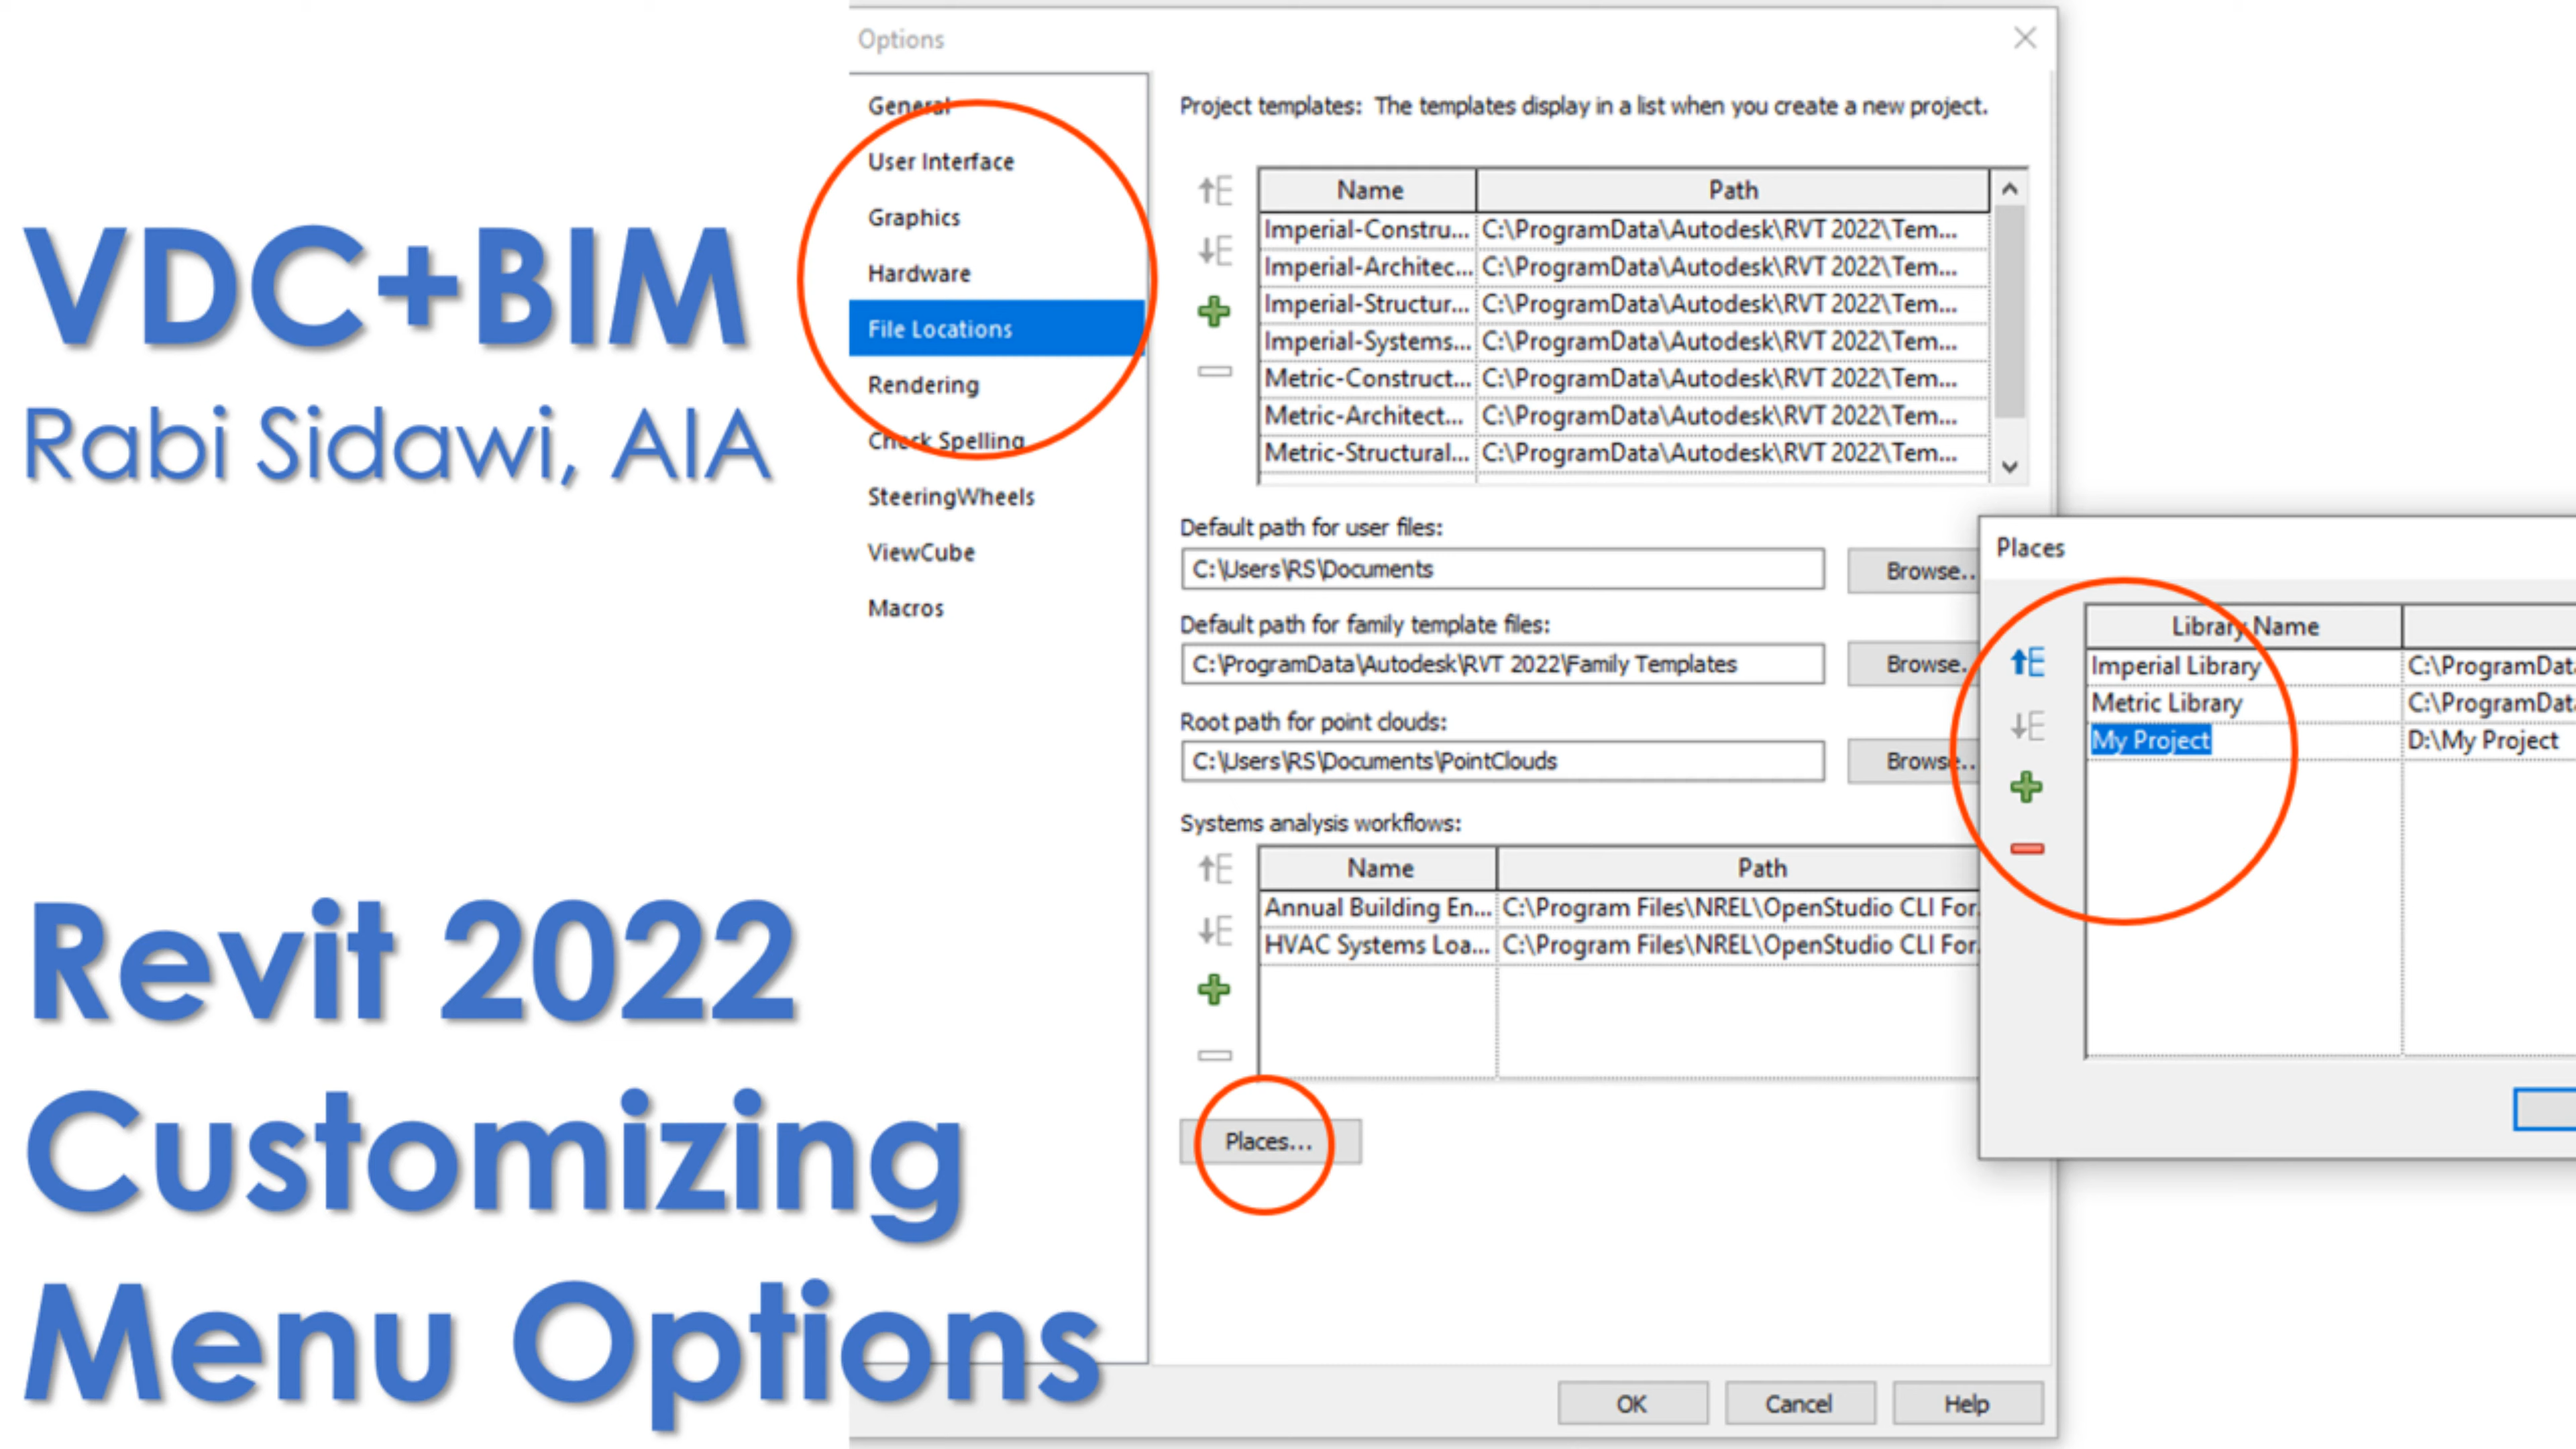 VDC+BIM
Rabi Sidawi, AIA
Revit 2022
Customizing
Menu Options
Options
General
User Interface
Graphics
Hardware
File Locations
Rendering
Check Spelling
SteeringWheels
ViewCube
Macros
Project templates: The templates display in a list when you create a new project.
Name Path
Imperial-Constru... C:\ProgramData\Autodesk\RVT 2022\Tem...
Imperial-Architec... C:\ProgramData\Autodesk\RVT 2022\Tem...
Imperial-Structur... C:\ProgramData\Autodesk\RVT 2022\Tem...
Imperial-Systems... C:\ProgramData\Autodesk\RVT 2022\Tem...
Metric-Construct... C:\ProgramData\Autodesk\RVT 2022\Tem...
Metric-Architect... C:\ProgramData\Autodesk\RVT 2022\Tem...
Metric-Structural... C:\ProgramData\Autodesk\RVT 2022\Tem...
Default path for user files:
C:\Users\RS\Documents Browse..
Default path for family template files:
C:\ProgramData\Autodesk\RVT 2022\Family Templates Browse.
Root path for point clouds:
C:\Users\RS\Documents\PointClouds Browse..
Systems analysis workflows:
Name Path
Annual Building En... C:\Program Files\NREL\OpenStudio CLI For.
HVAC Systems Loa... C:\Program Files\NREL\OpenStudio CLI For.
Places...
OK Cancel Help
Places
Library Name
Imperial Library C:\ProgramDat
Metric Library C:\ProgramDat
My Project D:\My Project